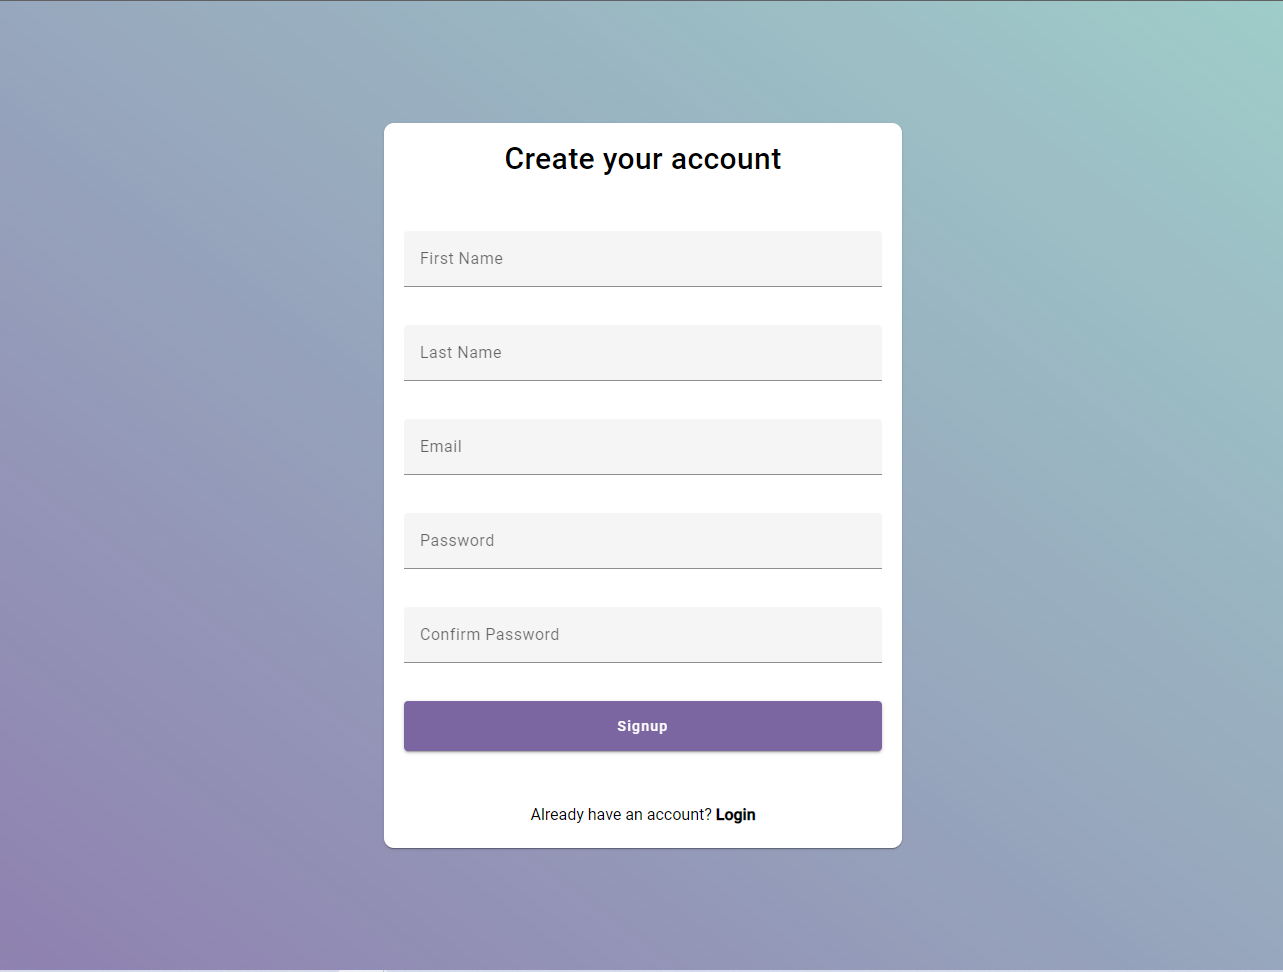 Create your account
First Name
Last Name
Email
Password
Confirm Password
Signup
Already have an account? Login